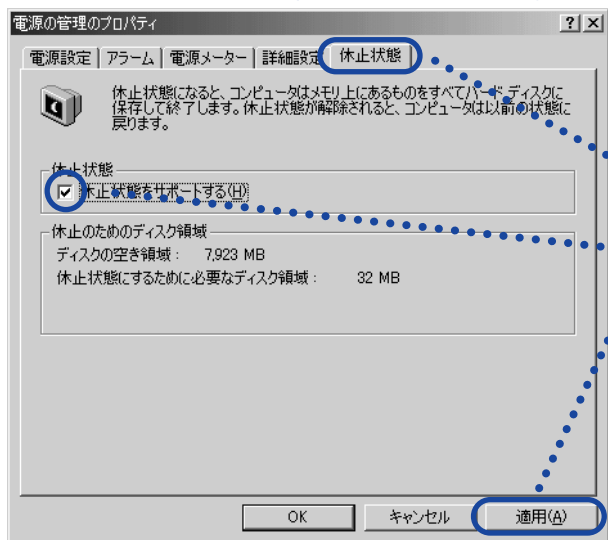 電源の管理のプロパティ
? ×
電源設定 アラーム 電源メーター 詳細設定 休止状態
休止状態になると、コンピュータはメモリ上にあるものをすべてハード ディスクに
保存して終了します。休止状態が解除されると、コンピュータは以前の状態に
戻ります。
休止状態
休止状態をサポートする(H)
休止のためのディスク領域
ディスクの空き領域: 7,923 MB
休止状態にするために必要なディスク領域: 32 MB
OK キャンセル 適用(A)